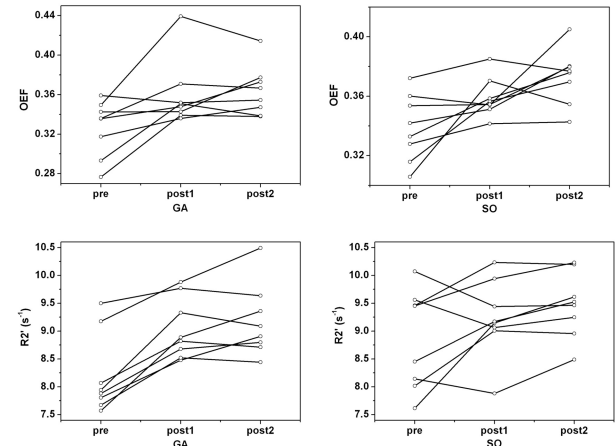 0.44
0.40
0.36
0.32
0.28
OEF
pre post1 post2
GA
0.40
0.36
0.32
OEF
pre post1 post2
SO
10.5
10.0
9.5
9.0
8.5
8.0
7.5
R2' (s⁻¹)
pre post1 post2
GA
10.5
10.0
9.5
9.0
8.5
8.0
7.5
R2' (s⁻¹)
pre post1 post2
SO